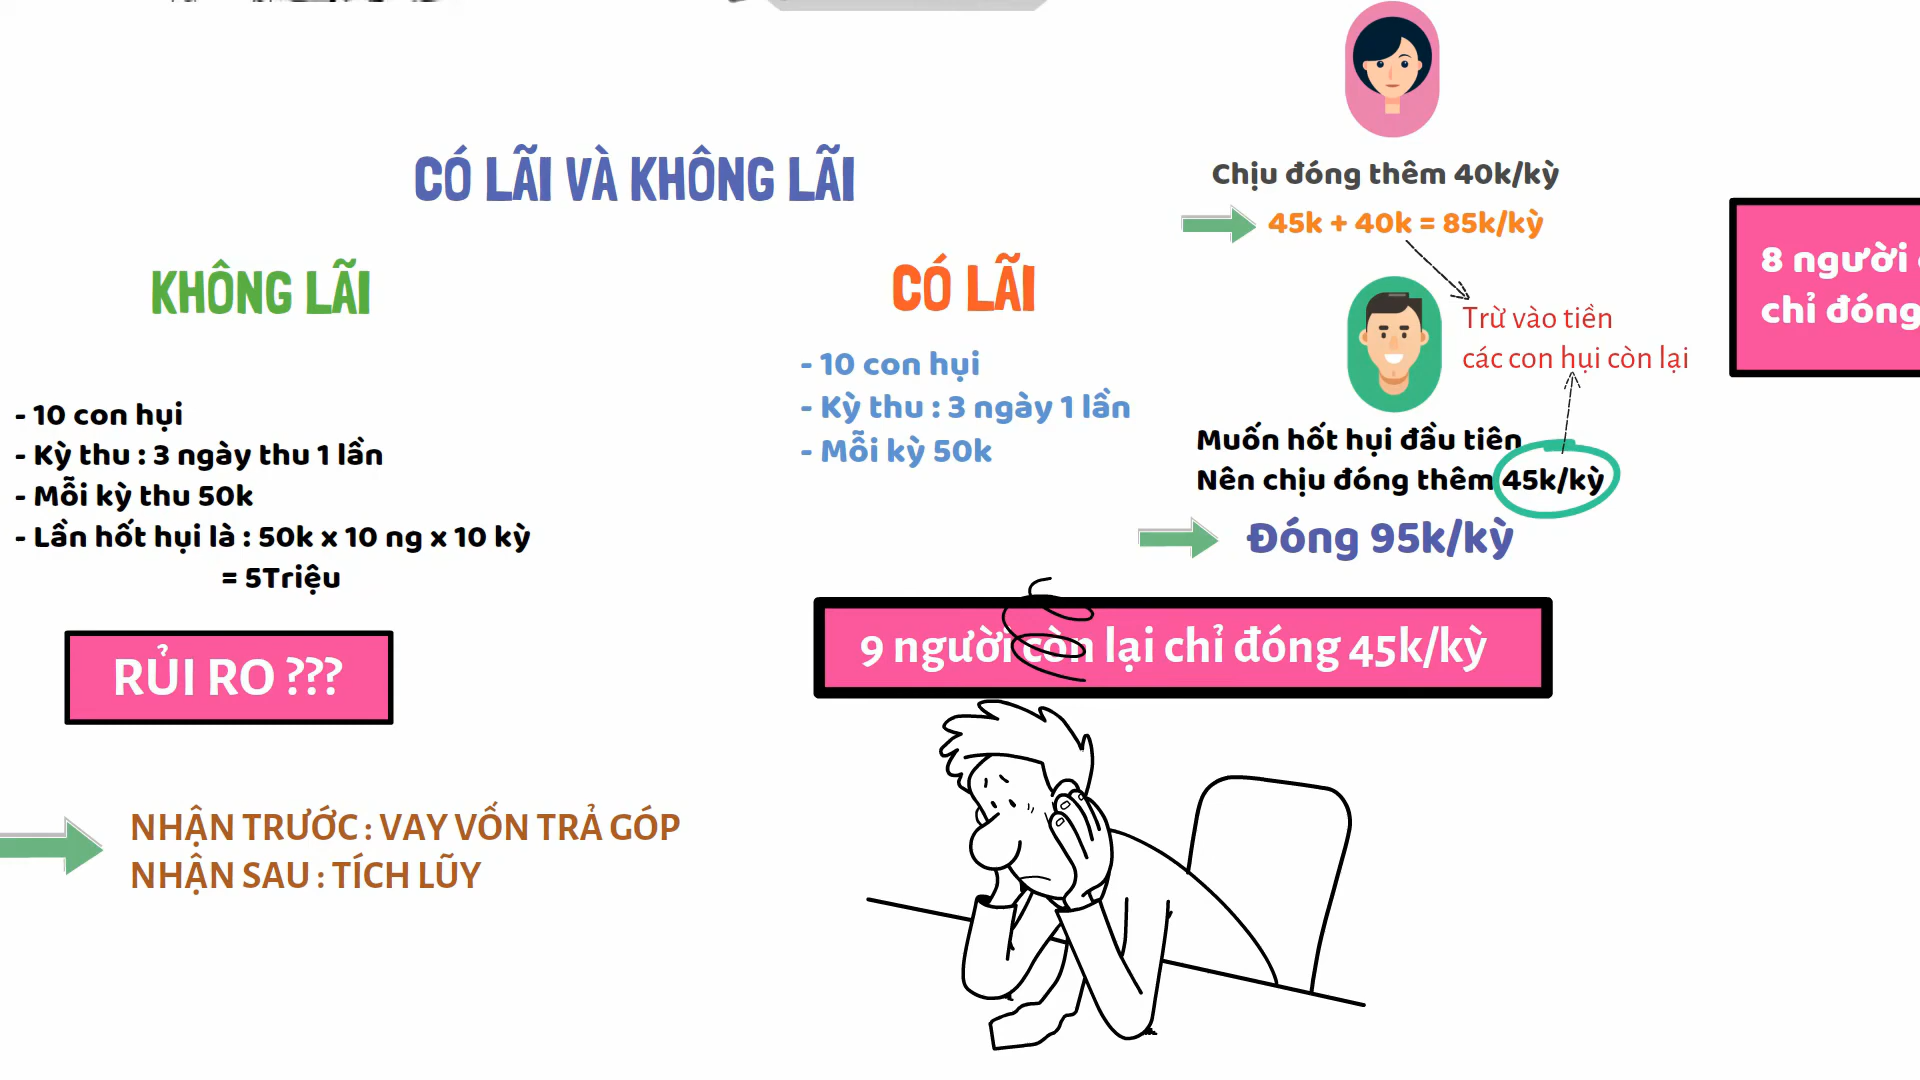 CÓ LÃI VÀ KHÔNG LÃI
KHÔNG LÃI
- 10 con hụi
- Kỳ thu : 3 ngày thu 1 lần
- Mỗi kỳ thu 50k
- Lần hốt hụi là : 50k x 10 ng x 10 kỳ
= 5Triệu
RỦI RO ???
NHẬN TRƯỚC : VAY VỐN TRẢ GÓP
NHẬN SAU : TÍCH LŨY
CÓ LÃI
- 10 con hụi
- Kỳ thu : 3 ngày 1 lần
- Mỗi kỳ 50k
Chịu đóng thêm 40k/kỳ
45k + 40k = 85k/kỳ
Trừ vào tiền
các con hụi còn lại
Muốn hốt hụi đầu tiên
Nên chịu đóng thêm 45k/kỳ
Đóng 95k/kỳ
9 người còn lại chỉ đóng 45k/kỳ
8 người
chỉ đóng